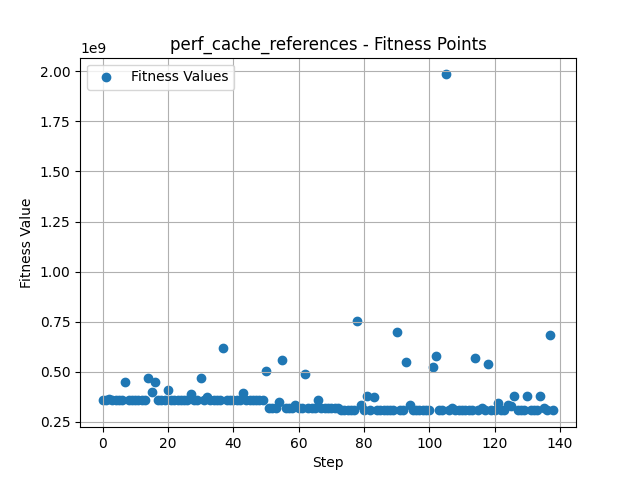 perf_cache_references - Fitness Points
1e9
Fitness Values
2.00
1.75
1.50
1.25
1.00
0.75
0.50
0.25
Fitness Value
0 20 40 60 80 100 120 140
Step